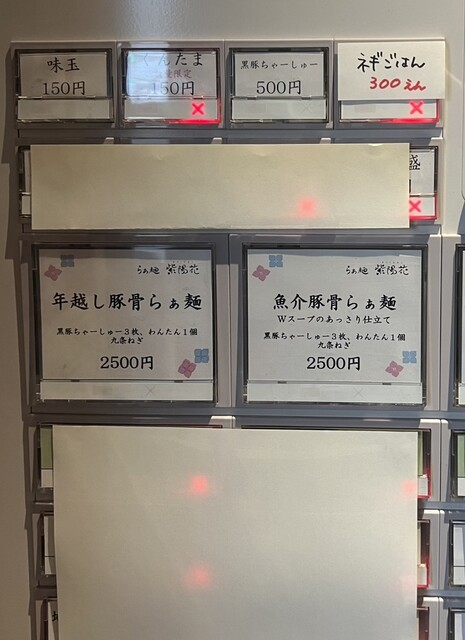 味玉
150円
くんたま
限定
150円
黒豚ちゃーしゅー
500円
ネギごはん
300えん
盛
らぁ麺 紫陽花
年越し豚骨らぁ麺
黒豚ちゃーしゅー3枚、わんたん1個
九条ねぎ
2500円
らぁ麺 紫陽花
魚介豚骨らぁ麺
Wスープのあっさり仕立て
黒豚ちゃーしゅー3枚、わんたん1個
九条ねぎ
2500円